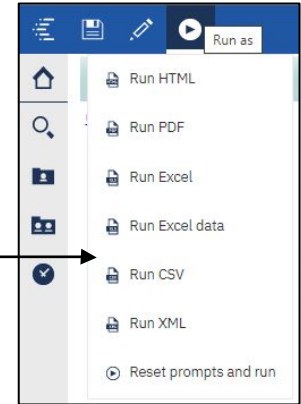 Run as
Run HTML
Run PDF
Run Excel
Run Excel data
Run CSV
Run XML
Reset prompts and run